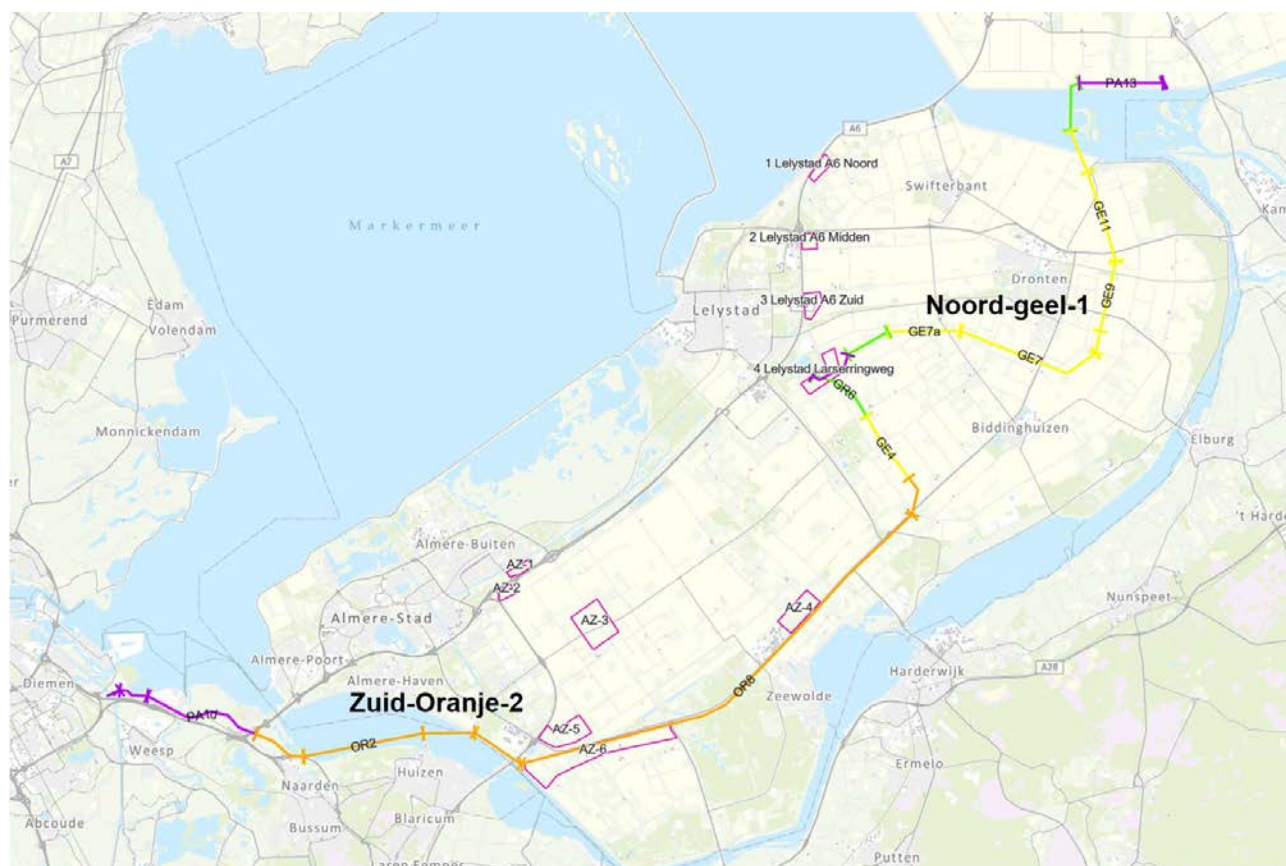 PA13
A7
A6
1 Lelystad A6 Noord
Swifterbant
GE11
Kam
Markermeer
2 Lelystad A6 Midden
Dronten
GE9
Edam
Volendam
Purmerend
3 Lelystad A6 Zuid
Lelystad
Noord-geel-1
GE7a
GE7
4 Lelystad Larserringweg
GR6
Monnickendam
GE4
Biddinghuizen
Elburg
't Harde
Almere-Buiten
AZ-1
AZ-2
Nunspeet
AZ-3
AZ-4
Almere-Stad
Almere-Poort
Harderwijk
A28
Diemen
Almere-Haven
Zuid-Oranje-2
OR8
Zeewolde
Weesp
AZ-5
OR2
AZ-6
Huizen
Naarden
Ermelo
Abcoude
Bussum
Blaricum
Laren
Eemnes
Putten